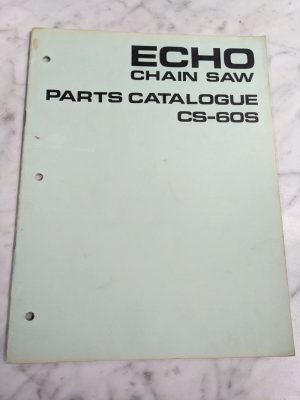 ECHO
CHAIN SAW
PARTS CATALOGUE
CS-60S